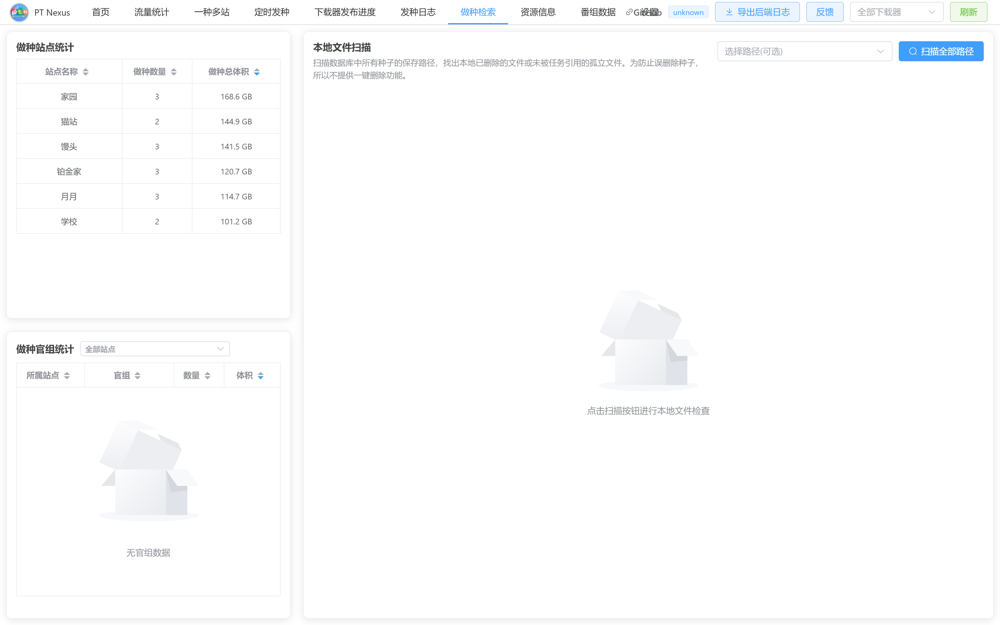 PT Nexus 首页 流量统计 一种多站 定时发种 下载器发布进度 发种日志 做种检索 资源信息 番组数据 设置 GitHub unknown 导出后端日志 反馈 全部下载器 刷新
做种站点统计
站点名称 做种数量 做种总体积
家园 3 168.6 GB
猫站 2 144.9 GB
馒头 3 141.5 GB
铂金家 3 120.7 GB
月月 3 114.7 GB
学校 2 101.2 GB
做种官组统计 全部站点
所属站点 官组 数量 体积
无官组数据
本地文件扫描
选择路径(可选) 扫描全部路径
扫描数据库中所有种子的保存路径，找出本地已删除的文件或未被任务引用的孤立文件。为防止误删除种子，
所以不提供一键删除功能。
点击扫描按钮进行本地文件检查